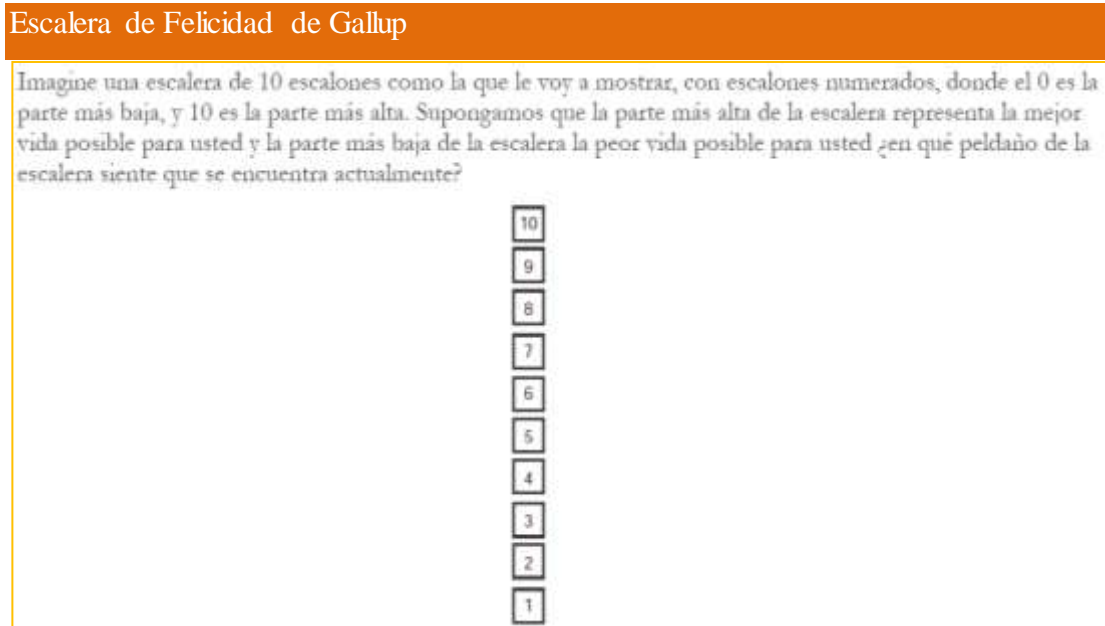 Escalera de Felicidad de Gallup
Imagine una escalera de 10 escalones como la que le voy a mostrar, con escalones numerados, donde el 0 es la
parte más baja, y 10 es la parte más alta. Supongamos que la parte más alta de la escalera representa la mejor
vida posible para usted y la parte más baja de la escalera la peor vida posible para usted ¿en qué peldaño de la
escalera siente que se encuentra actualmente?
10
9
8
7
6
5
4
3
2
1